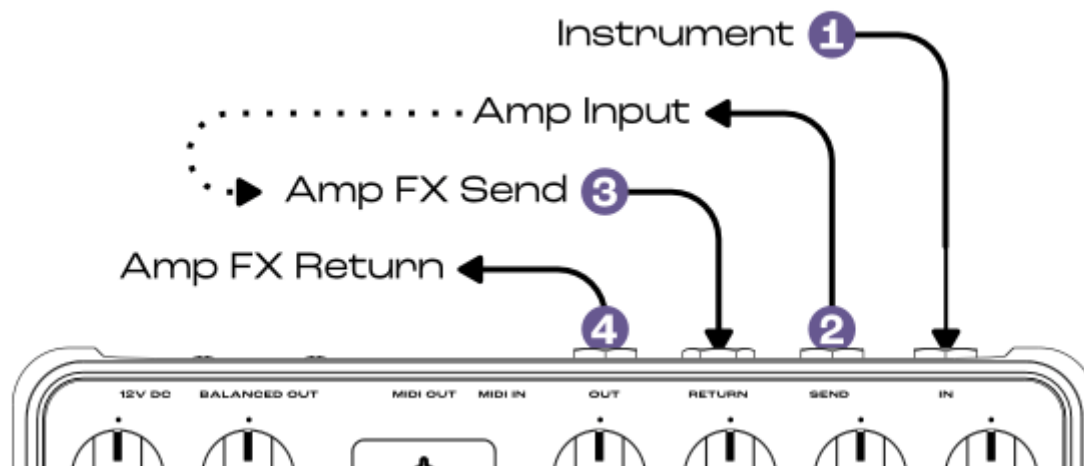 Instrument 1
Amp Input
Amp FX Send 3
Amp FX Return
4 2
12V DC BALANCED OUT MIDI OUT MIDI IN OUT RETURN SEND IN